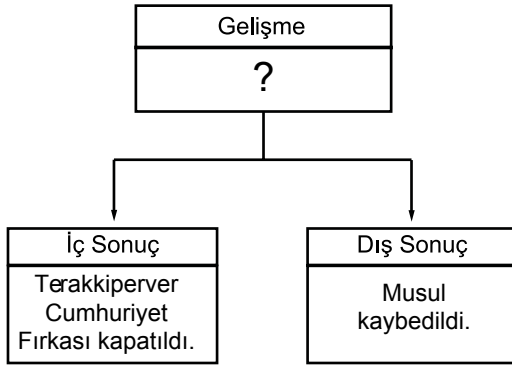 Gelişme
?
İç Sonuç
Terakkiperver
Cumhuriyet
Fırkası kapatıldı.
Dış Sonuç
Musul
kaybedildi.